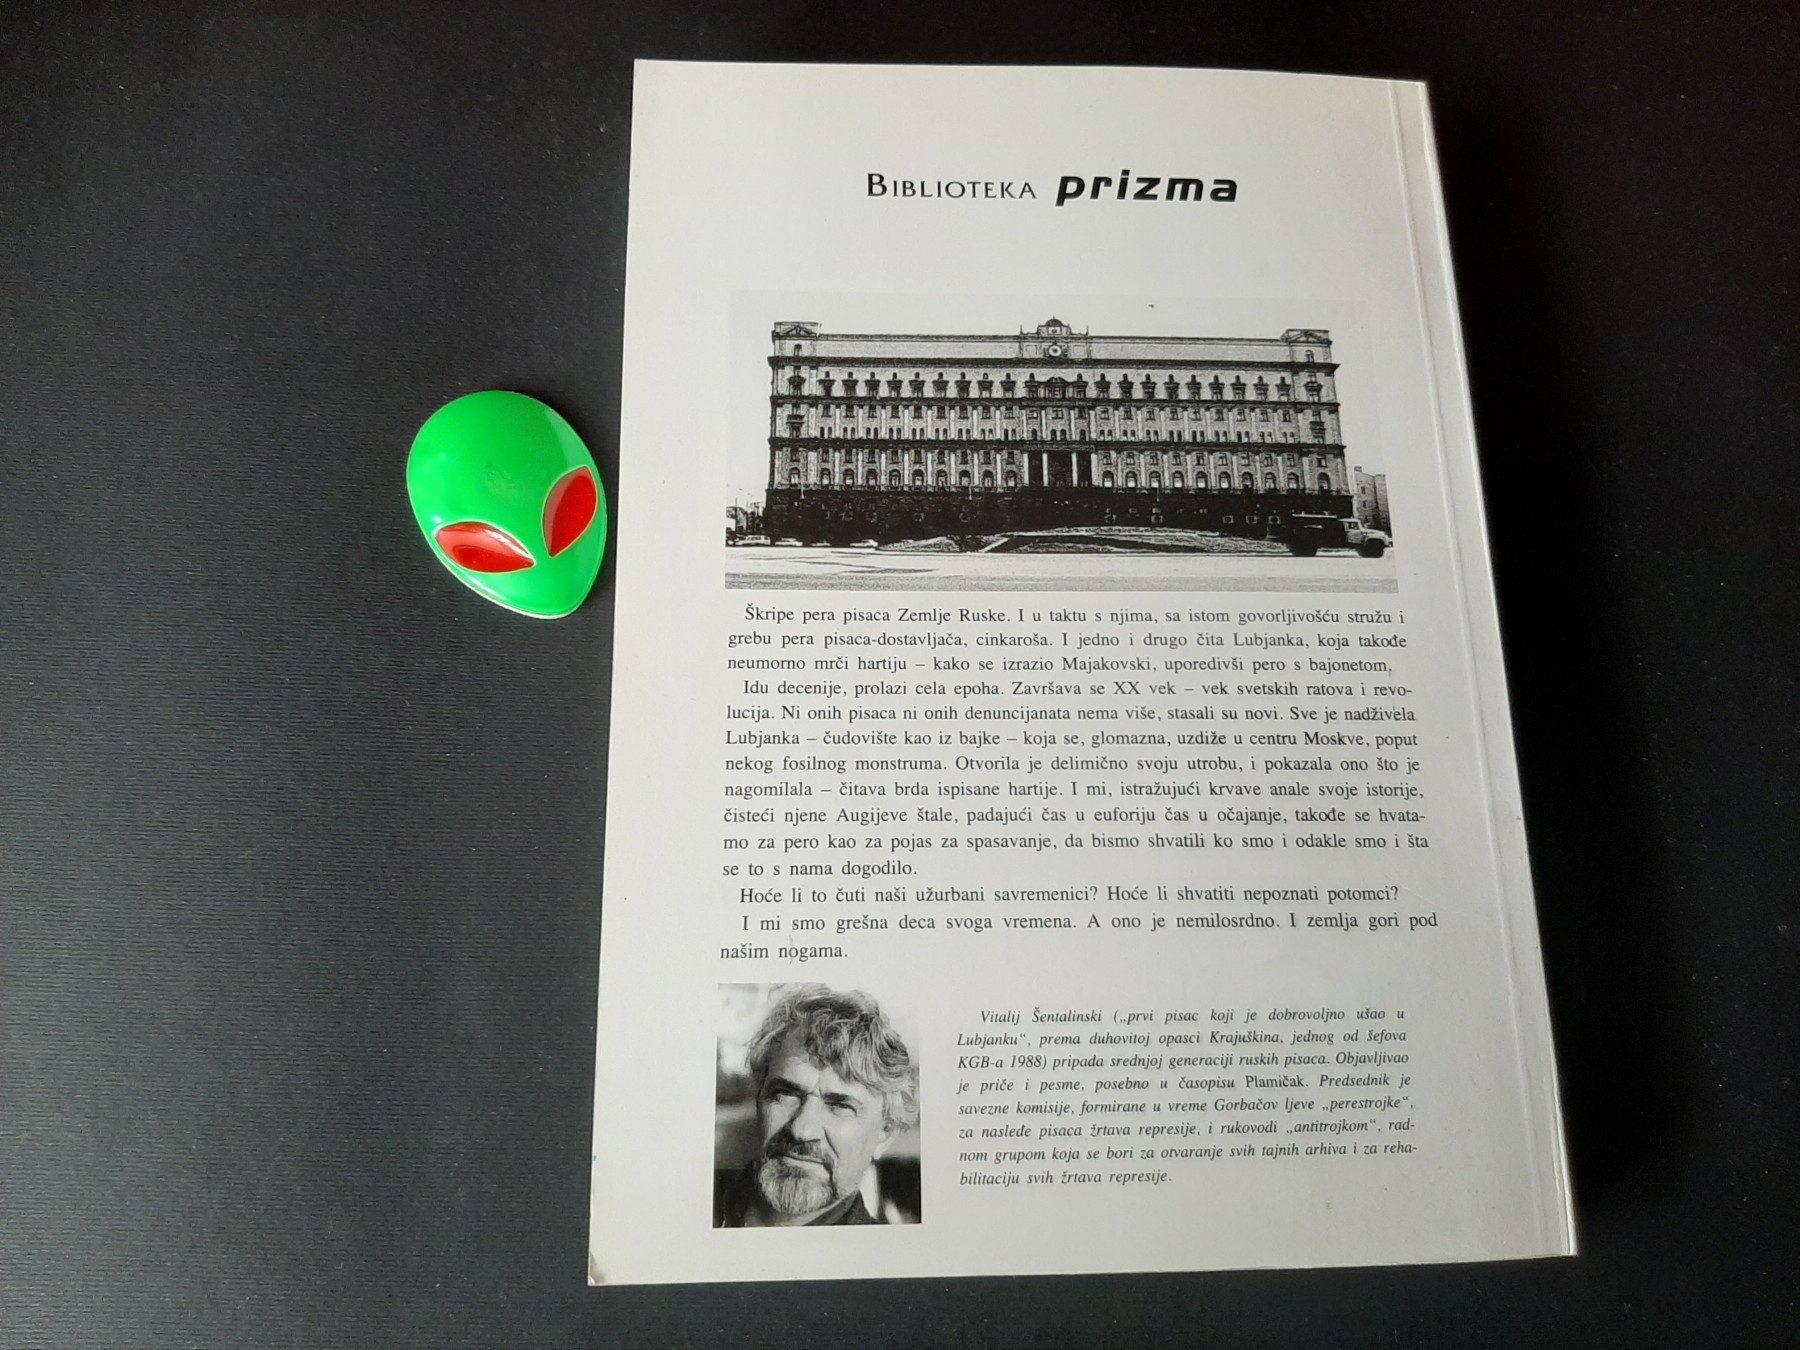 BIBLIOTEKA prizma
Škripe pera pisaca Zemlje Ruske. I u taktu s njima, sa istom govorljivošću stružu i
grebu pera pisaca-dostavljača, cinkaroša. I jedno i drugo čita Lubjanka, koja takođe
neumorno mrči hartiju – kako se izrazio Majakovski, uporedivši pero s bajonetom,
Idu decenije, prolazi cela epoha. Završava se XX vek – vek svetskih ratova i revo-
lucija. Ni onih pisaca ni onih denuncijanata nema više, stasali su novi. Sve je nadživela
Lubjanka – čudovište kao iz bajke – koja se, glomazna, uzdiže u centru Moskve, poput
nekog fosilnog monstruma. Otvorila je delimično svoju utrobu, i pokazala ono što je
nagomilala – čitava brda ispisane hartije. I mi, istražujući krvave anale svoje istorije,
čisteći njene Augijeve štale, padajući čas u euforiju čas u očajanje, takođe se hvata-
mo za pero kao za pojas za spasavanje, da bismo shvatili ko smo i odakle smo i šta
se to s nama dogodilo.
Hoće li to čuti naši užurbani savremenici? Hoće li shvatiti nepoznati potomci?
I mi smo grešna deca svoga vremena. A ono je nemilosrdno. I zemlja gori pod
našim nogama.
Vitalij Šentalinski („prvi pisac koji je dobrovoljno ušao u
Lubjanku“, prema duhovitoj opasci Krajuškina, jednog od šefova
KGB-a 1988) pripada srednjoj generaciji ruskih pisaca. Objavljivao
je priče i pesme, posebno u časopisu Plamičak. Predsednik je
savezne komisije, formirane u vreme Gorbačov ljeve „perestrojke“,
za nasleđe pisaca žrtava represije, i rukovodi „antitrojkom“, rad-
nom grupom koja se bori za otvaranje svih tajnih arhiva i za reha-
bilitaciju svih žrtava represije.